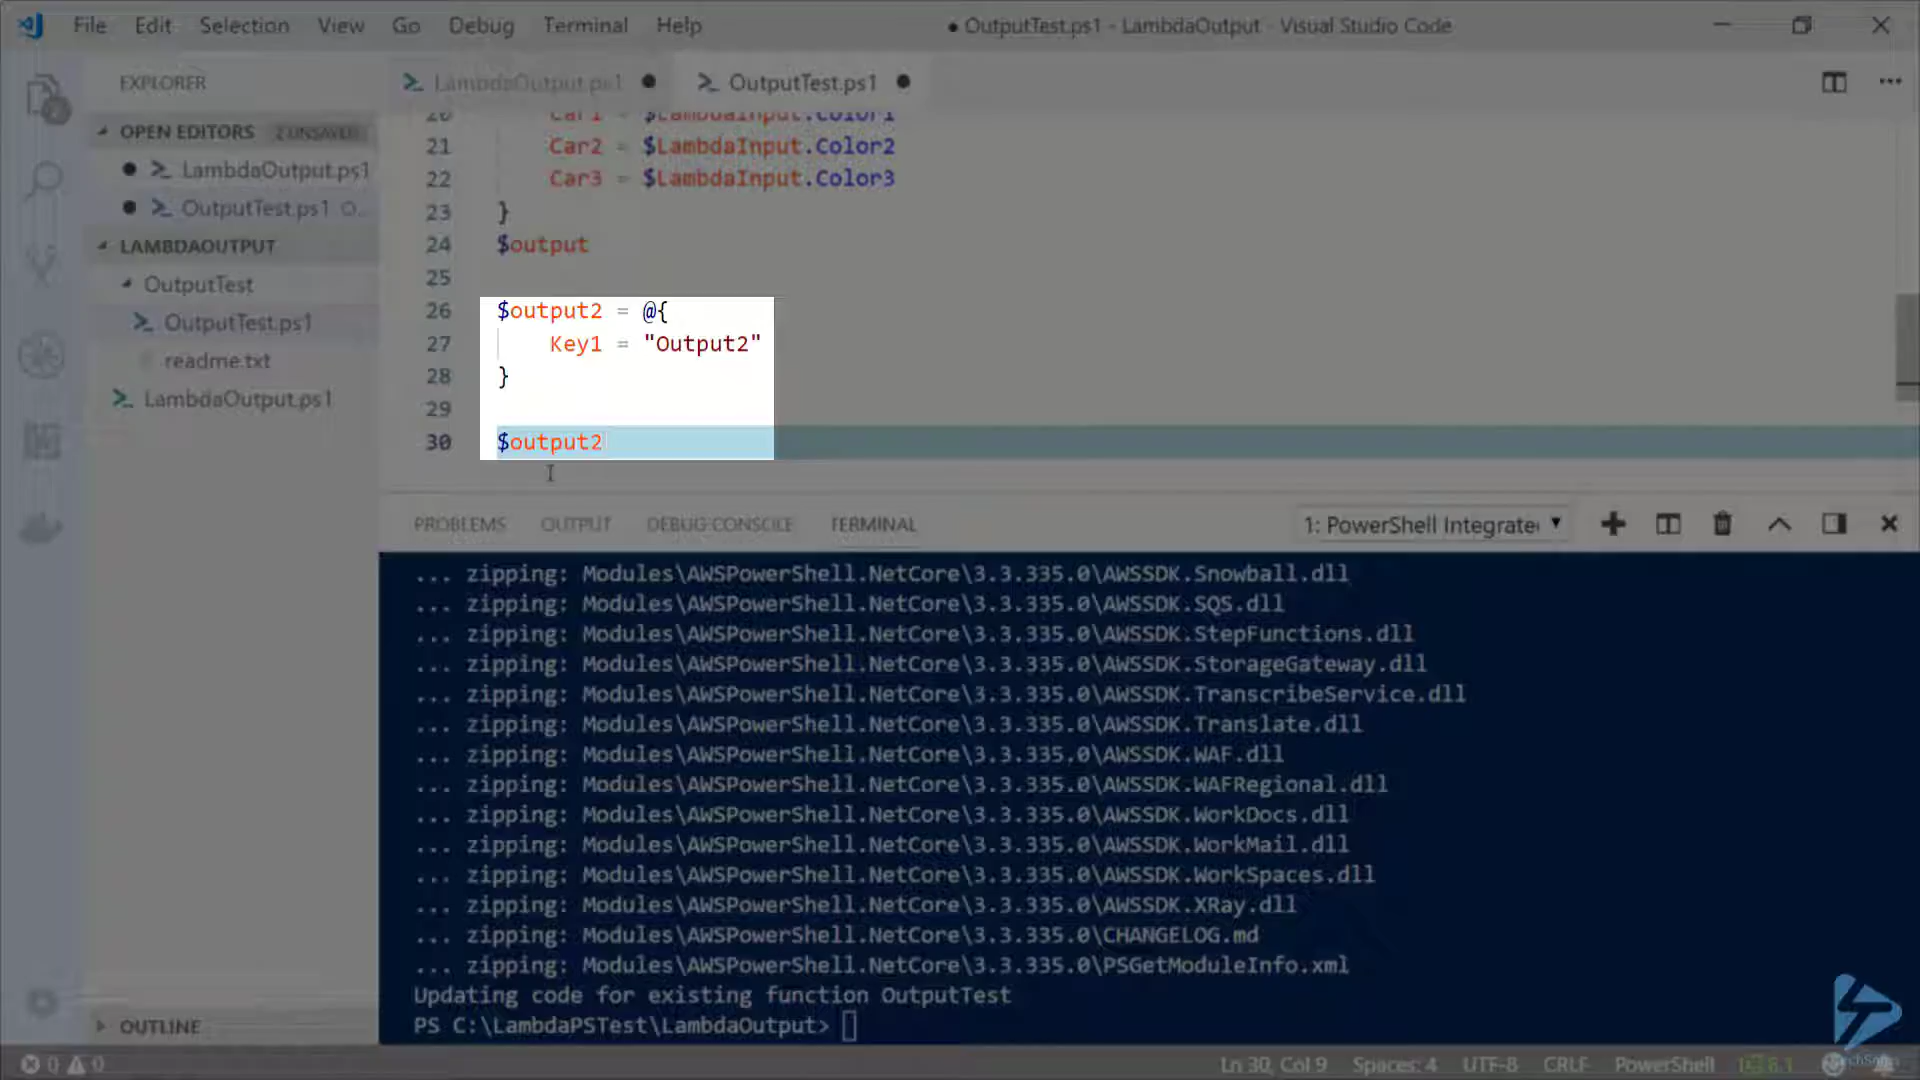 File Edit Selection View Go Debug Terminal Help
● OutputTest.ps1 - LambdaOutput - Visual Studio Code
EXPLORER
OPEN EDITORS 2 UNSAVED
LambdaOutput.ps1
OutputTest.ps1 O...
LAMBDAOUTPUT
OutputTest
OutputTest.ps1
readme.txt
LambdaOutput.ps1
OUTLINE
LambdaOutput.ps1 ● OutputTest.ps1 ●
20 Car1 = $LambdaInput.Color1
21 Car2 = $LambdaInput.Color2
22 Car3 = $LambdaInput.Color3
23 }
24 $output
25
26 $output2 = @{
27 Key1 = "Output2"
28 }
29
30 $output2
PROBLEMS OUTPUT DEBUG CONSOLE TERMINAL
1: PowerShell Integrate
... zipping: Modules\AWSPowerShell.NetCore\3.3.335.0\AWSSDK.Snowball.dll
... zipping: Modules\AWSPowerShell.NetCore\3.3.335.0\AWSSDK.SQS.dll
... zipping: Modules\AWSPowerShell.NetCore\3.3.335.0\AWSSDK.StepFunctions.dll
... zipping: Modules\AWSPowerShell.NetCore\3.3.335.0\AWSSDK.StorageGateway.dll
... zipping: Modules\AWSPowerShell.NetCore\3.3.335.0\AWSSDK.TranscribeService.dll
... zipping: Modules\AWSPowerShell.NetCore\3.3.335.0\AWSSDK.Translate.dll
... zipping: Modules\AWSPowerShell.NetCore\3.3.335.0\AWSSDK.WAF.dll
... zipping: Modules\AWSPowerShell.NetCore\3.3.335.0\AWSSDK.WAFRegional.dll
... zipping: Modules\AWSPowerShell.NetCore\3.3.335.0\AWSSDK.WorkDocs.dll
... zipping: Modules\AWSPowerShell.NetCore\3.3.335.0\AWSSDK.WorkMail.dll
... zipping: Modules\AWSPowerShell.NetCore\3.3.335.0\AWSSDK.WorkSpaces.dll
... zipping: Modules\AWSPowerShell.NetCore\3.3.335.0\AWSSDK.XRay.dll
... zipping: Modules\AWSPowerShell.NetCore\3.3.335.0\CHANGELOG.md
... zipping: Modules\AWSPowerShell.NetCore\3.3.335.0\PSGetModuleInfo.xml
Updating code for existing function OutputTest
PS C:\LambdaPSTest\LambdaOutput>
0 0
Ln 30, Col 9 Spaces: 4 UTF-8 CRLF PowerShell